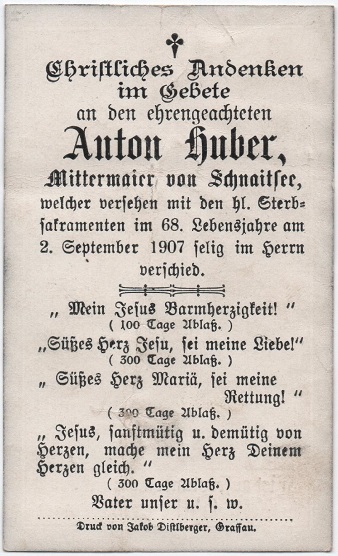 Christliches Andenken
im Gebete
an den ehrengeachteten
Anton Huber,
Mittermaier von Schnaitsee,
welcher versehen mit den hl. Sterb-
sakramenten im 68. Lebensjahre am
2. September 1907 selig im Herrn
verschied.
„ Mein Jesus Barmherzigkeit! “
( 100 Tage Ablaß. )
„Süßes Herz Jesu, sei meine Liebe!“
( 300 Tage Ablaß. )
„ Süßes Herz Mariä, sei meine
Rettung! “
( 300 Tage Ablaß. )
„ Jesus, sanftmütig u. demütig von
Herzen, mache mein Herz Deinem
Herzen gleich. “
( 300 Tage Ablaß. )
Vater unser u. s. w.
Druck von Jakob Distlberger, Graffau.